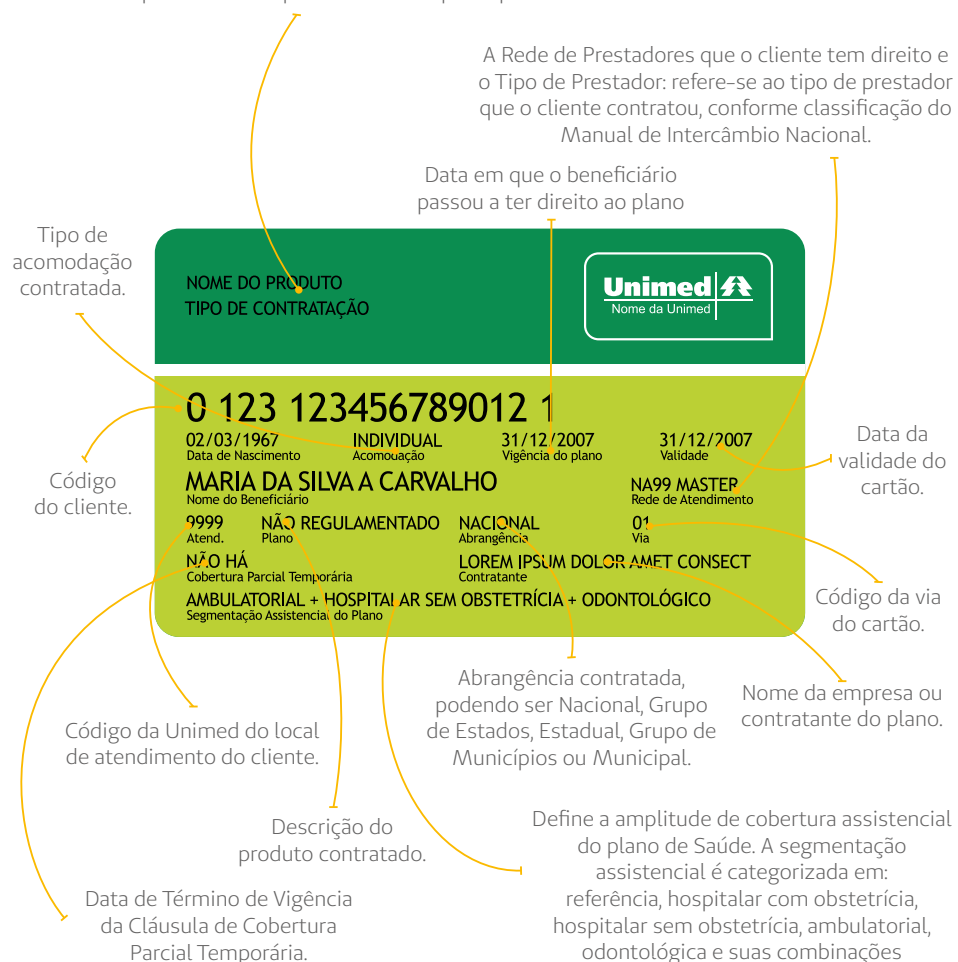 A Rede de Prestadores que o cliente tem direito e
o Tipo de Prestador: refere-se ao tipo de prestador
que o cliente contratou, conforme classificação do
Manual de Intercâmbio Nacional.
Data em que o beneficiário
passou a ter direito ao plano
Tipo de
acomodação
contratada.
NOME DO PRODUTO
TIPO DE CONTRATAÇÃO
Unimed
Nome da Unimed
0 123 123456789012 1
02/03/1967 INDIVIDUAL 31/12/2007 31/12/2007
Data de Nascimento Acomodação Vigência do plano Validade
MARIA DA SILVA A CARVALHO NA99 MASTER
Nome do Beneficiário Rede de Atendimento
9999 NÃO REGULAMENTADO NACIONAL 01
Atend. Plano Abrangência Via
NÃO HÁ LOREM IPSUM DOLOR AMET CONSECT
Cobertura Parcial Temporária Contratante
AMBULATORIAL + HOSPITALAR SEM OBSTETRÍCIA + ODONTOLÓGICO
Segmentação Assistencial do Plano
Código
do cliente.
Data da
validade do
cartão.
Código da via
do cartão.
Nome da empresa ou
contratante do plano.
Abrangência contratada,
podendo ser Nacional, Grupo
de Estados, Estadual, Grupo de
Municípios ou Municipal.
Código da Unimed do local
de atendimento do cliente.
Descrição do
produto contratado.
Data de Término de Vigência
da Cláusula de Cobertura
Parcial Temporária.
Define a amplitude de cobertura assistencial
do plano de Saúde. A segmentação
assistencial é categorizada em:
referência, hospitalar com obstetrícia,
hospitalar sem obstetrícia, ambulatorial,
odontológica e suas combinações